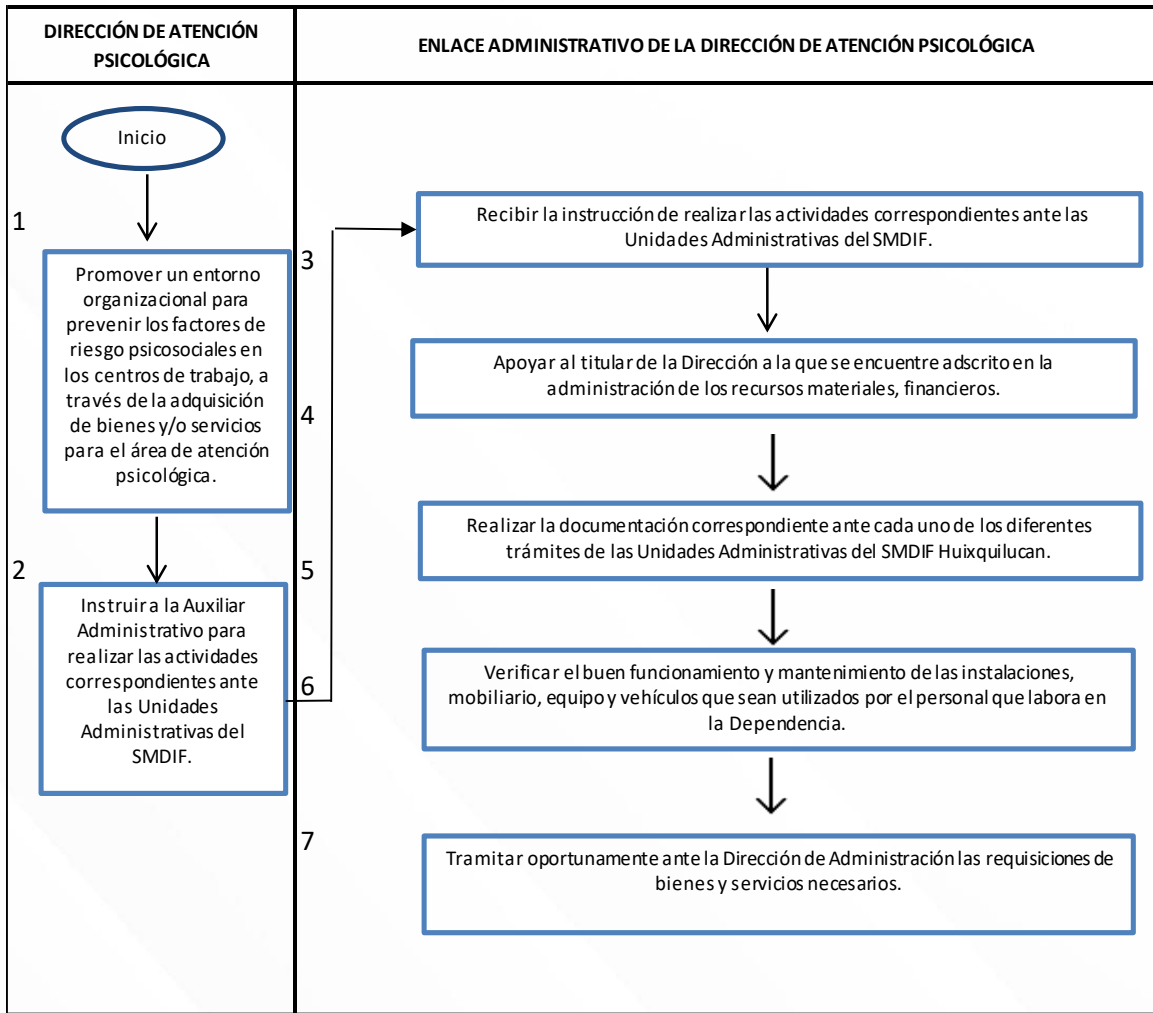 DIRECCIÓN DE ATENCIÓN
PSICOLÓGICA
ENLACE ADMINISTRATIVO DE LA DIRECCIÓN DE ATENCIÓN PSICOLÓGICA
Inicio
1
Promover un entorno
organizacional para
prevenir los factores de
riesgo psicosociales en
los centros de trabajo, a
través de la adquisición
de bienes y/o servicios
para el área de atención
psicológica.
2
Instruir a la Auxiliar
Administrativo para
realizar las actividades
correspondientes ante
las Unidades
Administrativas del
SMDIF.
3
Recibir la instrucción de realizar las actividades correspondientes ante las
Unidades Administrativas del SMDIF.
4
Apoyar al titular de la Dirección a la que se encuentre adscrito en la
administración de los recursos materiales, financieros.
5
Realizar la documentación correspondiente ante cada uno de los diferentes
trámites de las Unidades Administrativas del SMDIF Huixquilucan.
6
Verificar el buen funcionamiento y mantenimiento de las instalaciones,
mobiliario, equipo y vehículos que sean utilizados por el personal que labora en
la Dependencia.
7
Tramitar oportunamente ante la Dirección de Administración las requisiciones de
bienes y servicios necesarios.